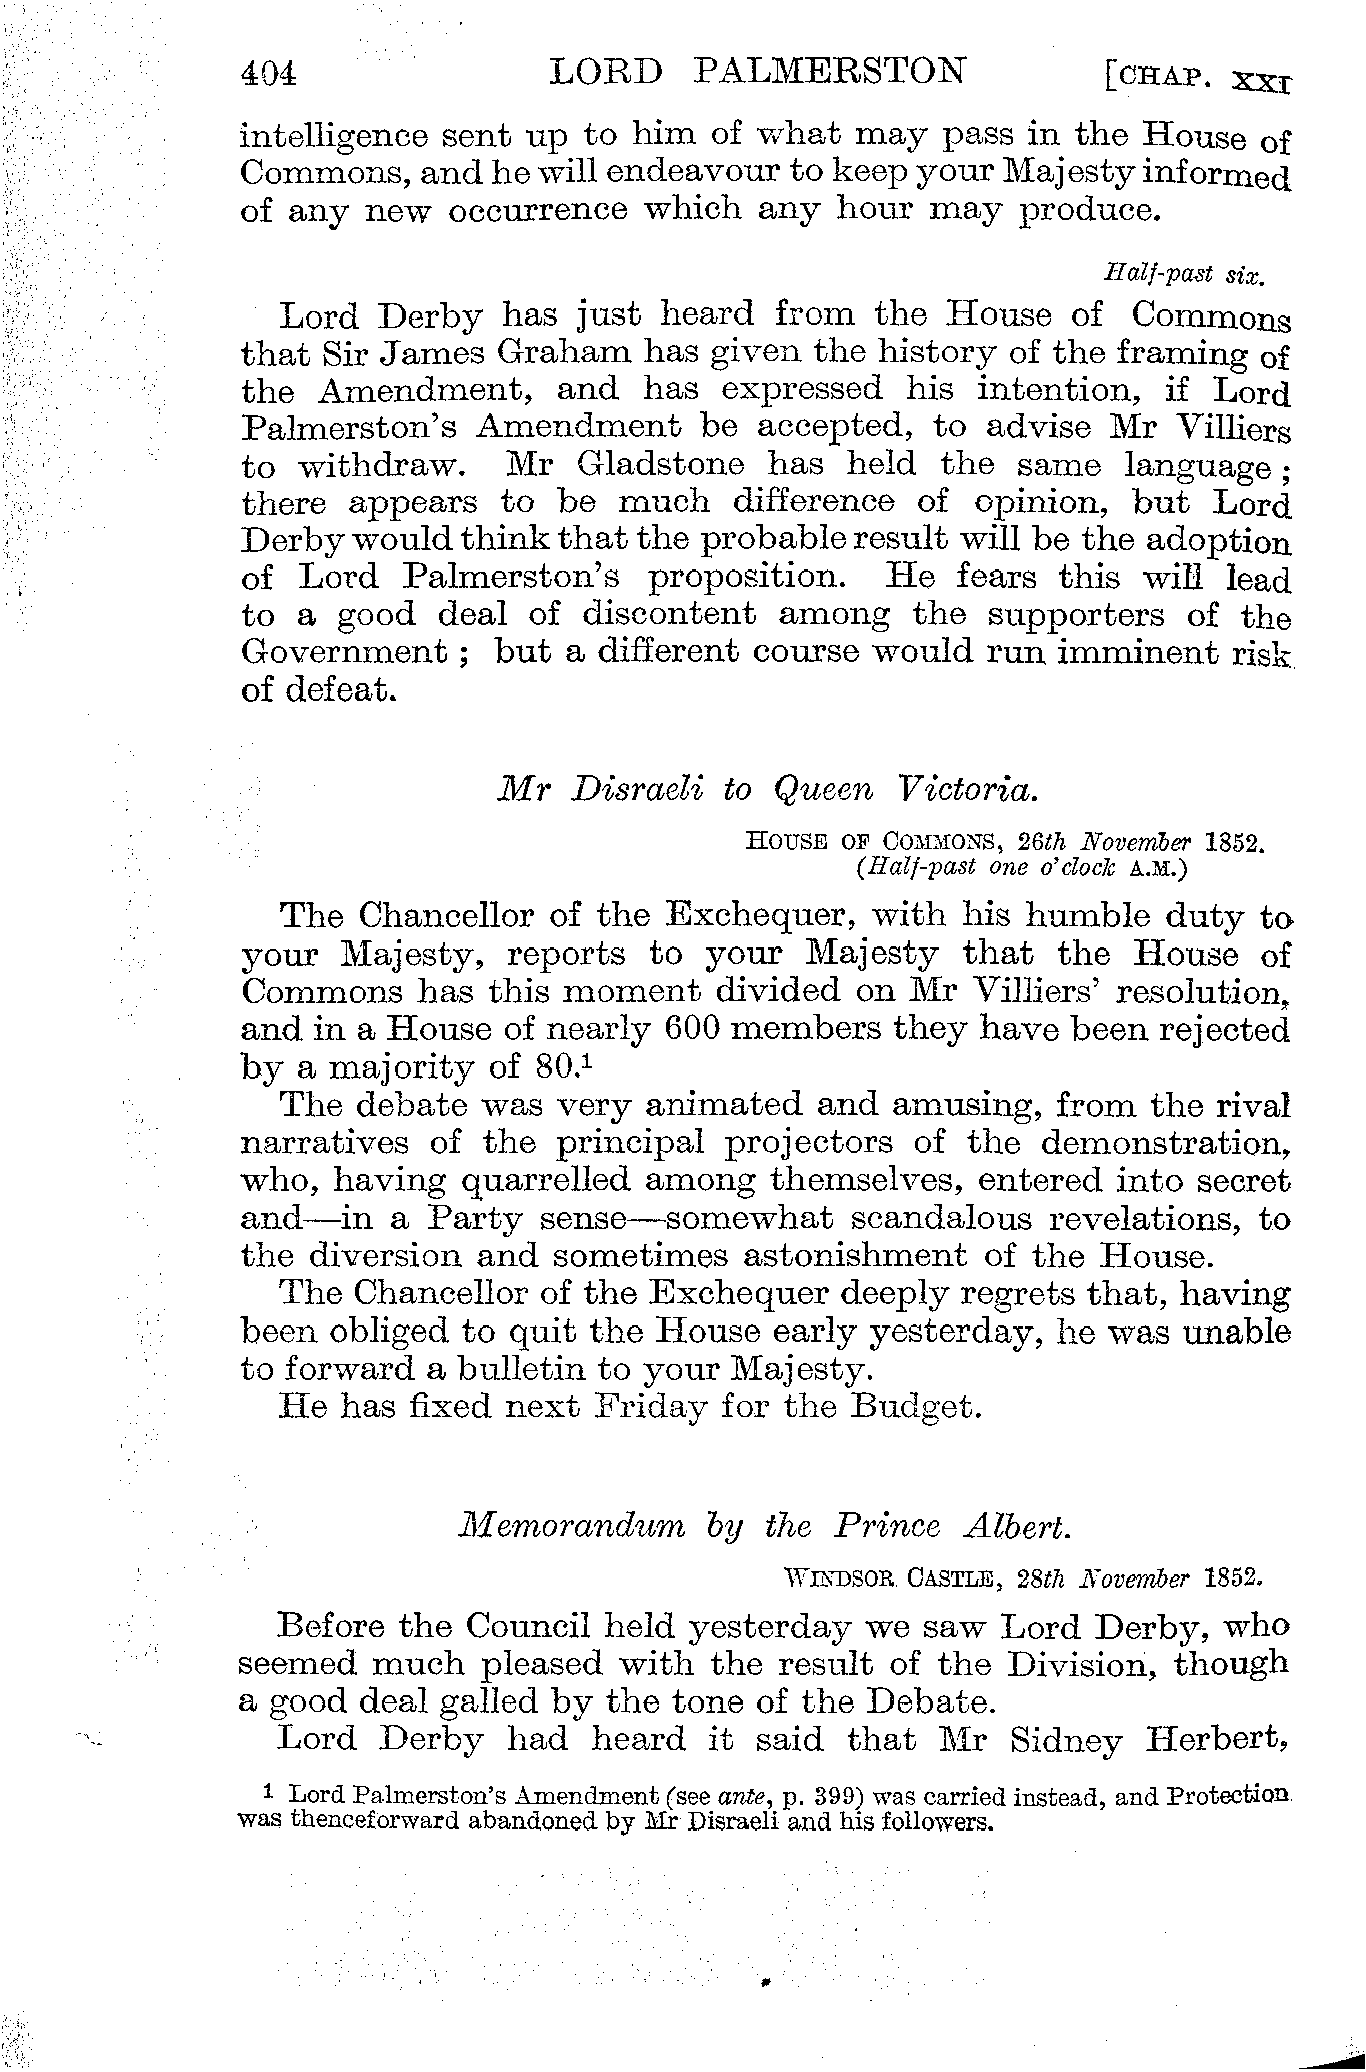 404 LORD PALMERSTON [CHAP. XXI
intelligence sent up to him of what may pass in the House of
Commons, and he will endeavour to keep your Majesty informed
of any new occurrence which any hour may produce.
Half-past six.
Lord Derby has just heard from the House of Commons
that Sir James Graham has given the history of the framing of
the Amendment, and has expressed his intention, if Lord
Palmerston's Amendment be accepted, to advise Mr Villiers
to withdraw. Mr Gladstone has held the same language ;
there appears to be much difference of opinion, but Lord
Derby would think that the probable result will be the adoption
of Lord Palmerston's proposition. He fears this will lead
to a good deal of discontent among the supporters of the
Government ; but a different course would run imminent risk
of defeat.
Mr Disraeli to Queen Victoria.
HOUSE OF COMMONS, 26th November 1852.
(Half-past one o'clock A.M.)
The Chancellor of the Exchequer, with his humble duty to
your Majesty, reports to your Majesty that the House of
Commons has this moment divided on Mr Villiers' resolution,
and in a House of nearly 600 members they have been rejected
by a majority of 80.¹
The debate was very animated and amusing, from the rival
narratives of the principal projectors of the demonstration,
who, having quarrelled among themselves, entered into secret
and—in a Party sense—somewhat scandalous revelations, to
the diversion and sometimes astonishment of the House.
The Chancellor of the Exchequer deeply regrets that, having
been obliged to quit the House early yesterday, he was unable
to forward a bulletin to your Majesty.
He has fixed next Friday for the Budget.
Memorandum by the Prince Albert.
WINDSOR CASTLE, 28th November 1852.
Before the Council held yesterday we saw Lord Derby, who
seemed much pleased with the result of the Division, though
a good deal galled by the tone of the Debate.
Lord Derby had heard it said that Mr Sidney Herbert,
¹ Lord Palmerston's Amendment (see ante, p. 399) was carried instead, and Protection
was thenceforward abandoned by Mr Disraeli and his followers.